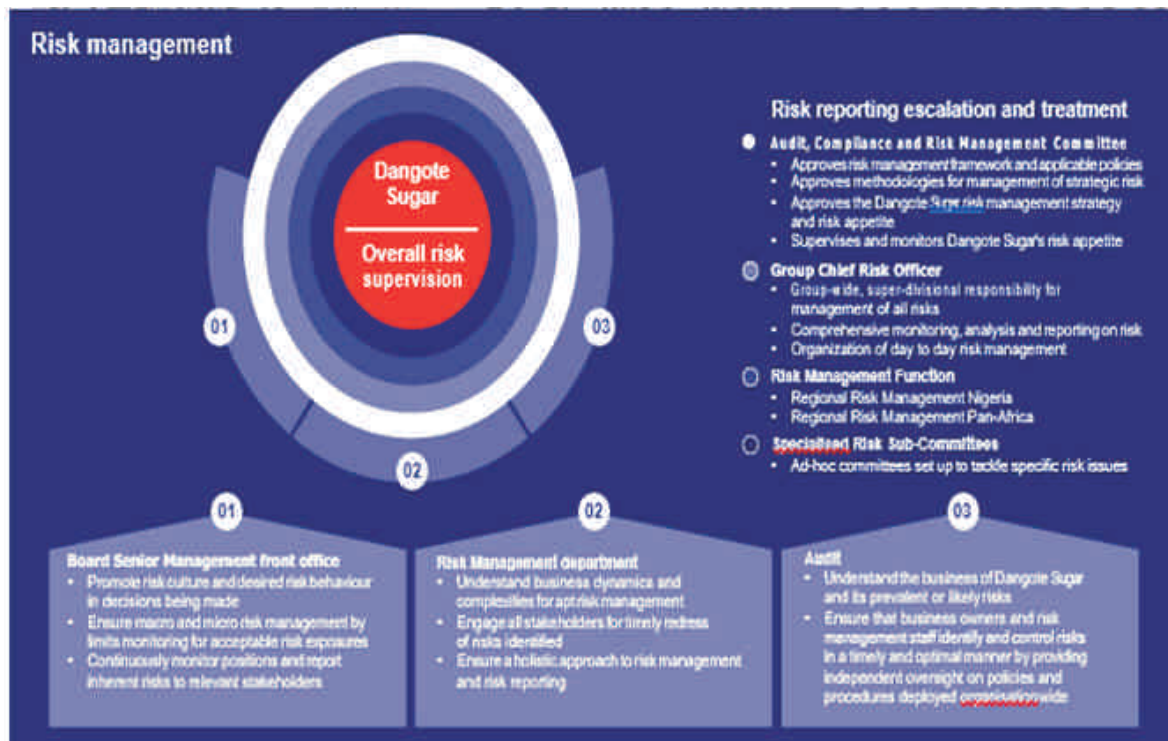 Risk management
Dangote
Sugar
Overall risk
supervision
01
02
03
Risk reporting escalation and treatment
Audit, Compliance and Risk Management Committee
• Approves risk management framework and applicable policies
• Approves methodologies for management of strategic risk
• Approves the Dangote Sugar risk management strategy
and risk appetite
• Supervises and monitors Dangote Sugar's risk appetite
Group Chief Risk Officer
• Group-wide, super-divisional responsibility for
management of all risks
• Comprehensive monitoring, analysis and reporting on risk
• Organization of day to day risk management
Risk Management Function
• Regional Risk Management Nigeria
• Regional Risk Management Pan-Africa
Specialised Risk Sub-Committees
• Ad-hoc committees set up to tackle specific risk issues
01
Board Senior Management front office
• Promote risk culture and desired risk behaviour
in decisions being made
• Ensure macro and micro risk management by
limits monitoring for acceptable risk exposures
• Continuously monitor positions and report
inherent risks to relevant stakeholders
02
Risk Management department
• Understand business dynamics and
complexities for apt risk management
• Engage all stakeholders for timely redress
of risks identified
• Ensure a holistic approach to risk management
and risk reporting
03
Audit
• Understand the business of Dangote Sugar
and its prevalent or likely risks
• Ensure that business owners and risk
management staff identify and control risks
in a timely and optimal manner by providing
independent oversight on policies and
procedures deployed organisationwide